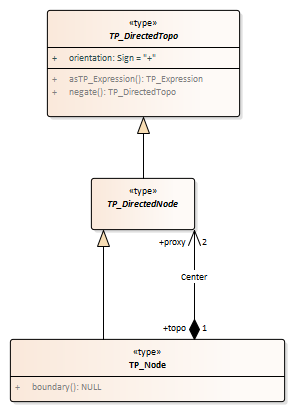 «type»
TP_DirectedTopo
+ orientation: Sign = "+"
+ asTP_Expression(): TP_Expression
+ negate(): TP_DirectedTopo
«type»
TP_DirectedNode
+proxy 2
Center
+topo 1
«type»
TP_Node
+ boundary(): NULL